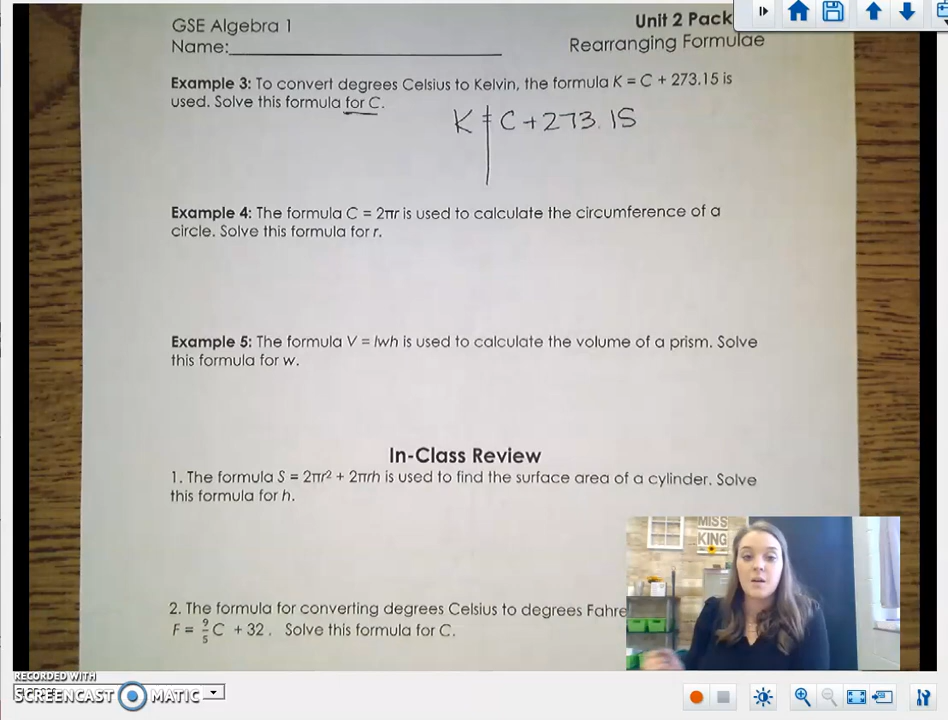 GSE Algebra 1
Unit 2 Pack
Name:
Rearranging Formulae
Example 3: To convert degrees Celsius to Kelvin, the formula K = C + 273.15 is
used. Solve this formula for C.
K = C + 273.15
Example 4: The formula C = 2πr is used to calculate the circumference of a
circle. Solve this formula for r.
Example 5: The formula V = lwh is used to calculate the volume of a prism. Solve
this formula for w.
In-Class Review
1. The formula S = 2πr² + 2πrh is used to find the surface area of a cylinder. Solve
this formula for h.
MISS
KING
2. The formula for converting degrees Celsius to degrees Fahre
F = 9/5 C + 32. Solve this formula for C.
RECORDED WITH
SCREENCAST MATIC